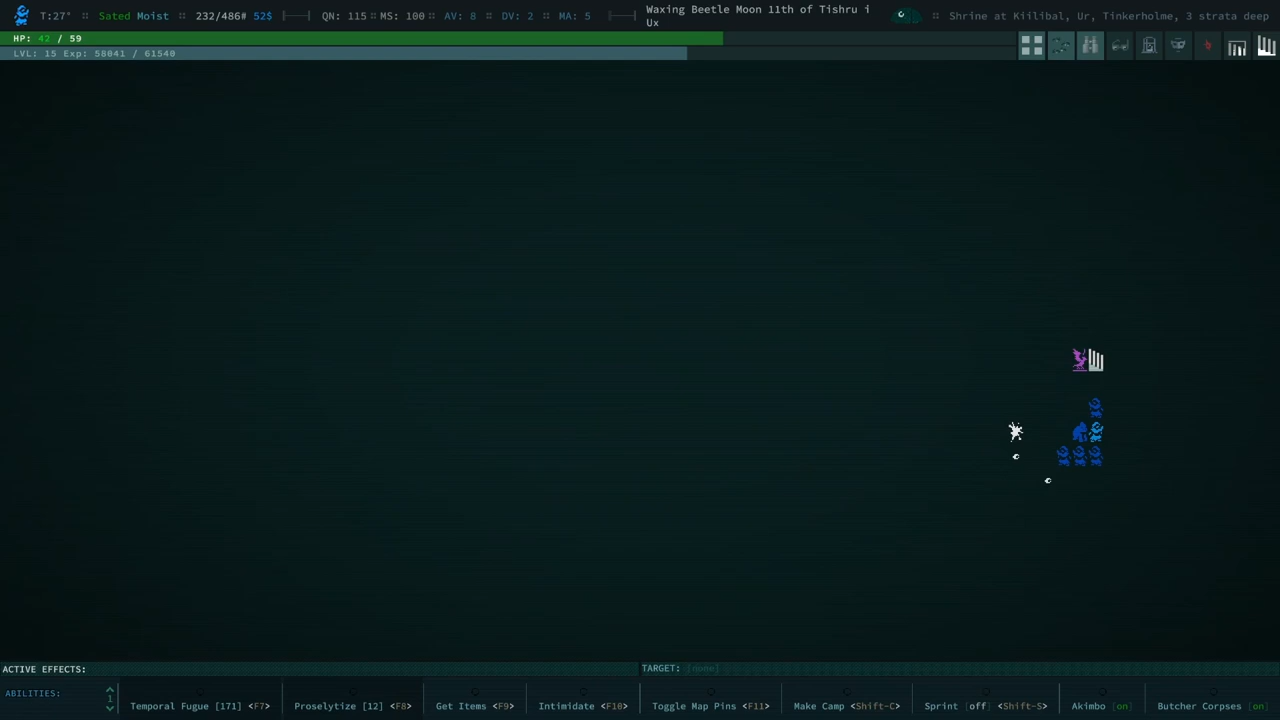 T:27° Sated Moist 232/486# 52$ QN: 115 MS: 100 AV: 8 DV: 2 MA: 5 Waxing Beetle Moon 11th of Tishru i Ux Shrine at Kiilibal, Ur, Tinkerholme, 3 strata deep
HP: 42 / 59
LVL: 15 Exp: 58041 / 61540
ACTIVE EFFECTS: TARGET: [none]
ABILITIES: 1 Temporal Fugue [171] <F7> Proselytize [12] <F8> Get Items <F9> Intimidate <F10> Toggle Map Pins <F11> Make Camp <Shift-C> Sprint [off] <Shift-S> Akimbo [on] Butcher Corpses [on]